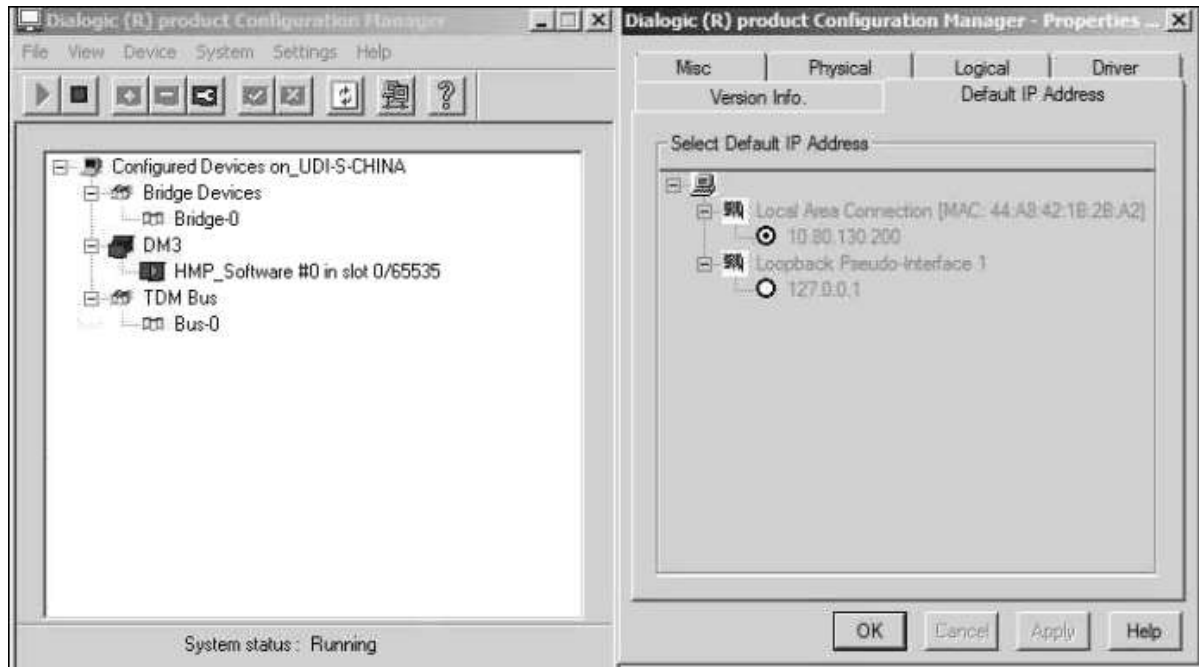 Dialogic (R) product Configuration Manager
File View Device System Settings Help
Configured Devices on_UDI-S-CHINA
Bridge Devices
Bridge-0
DM3
HMP_Software #0 in slot 0/65535
TDM Bus
Bus-0
System status : Running
Dialogic (R) product Configuration Manager - Properties ...
Misc Physical Logical Driver
Version Info. Default IP Address
Select Default IP Address
Local Area Connection [MAC: 44:A8:42:1B:2B:A2]
10.80.130.200
Loopback Pseudo-Interface 1
127.0.0.1
OK Cancel Apply Help